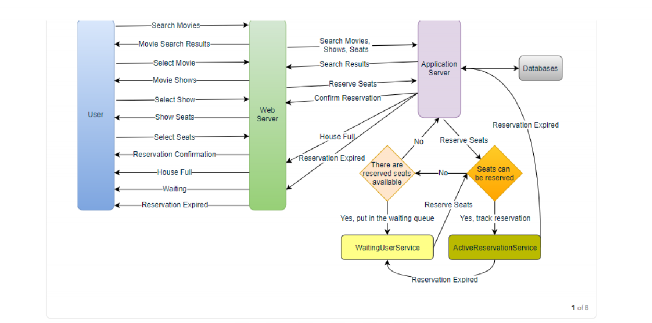 Search Movies
Movie Search Results
Select Movie
Movie Shows
Select Show
Show Seats
Select Seats
Reservation Confirmation
House Full
Waiting
Reservation Expired
User
Web
Server
Search Movies,
Shows, Seats
Search Results
Reserve Seats
Confirm Reservation
House Full
Reservation Expired
Application
Server
Databases
Reservation Expired
No
Reserve Seats
There are
reserved seats
available
No
Seats can
be reserved
Reserve Seats
Yes, put in the waiting queue
Yes, track reservation
WaitingUserService
ActiveReservationService
Reservation Expired
1 of 6